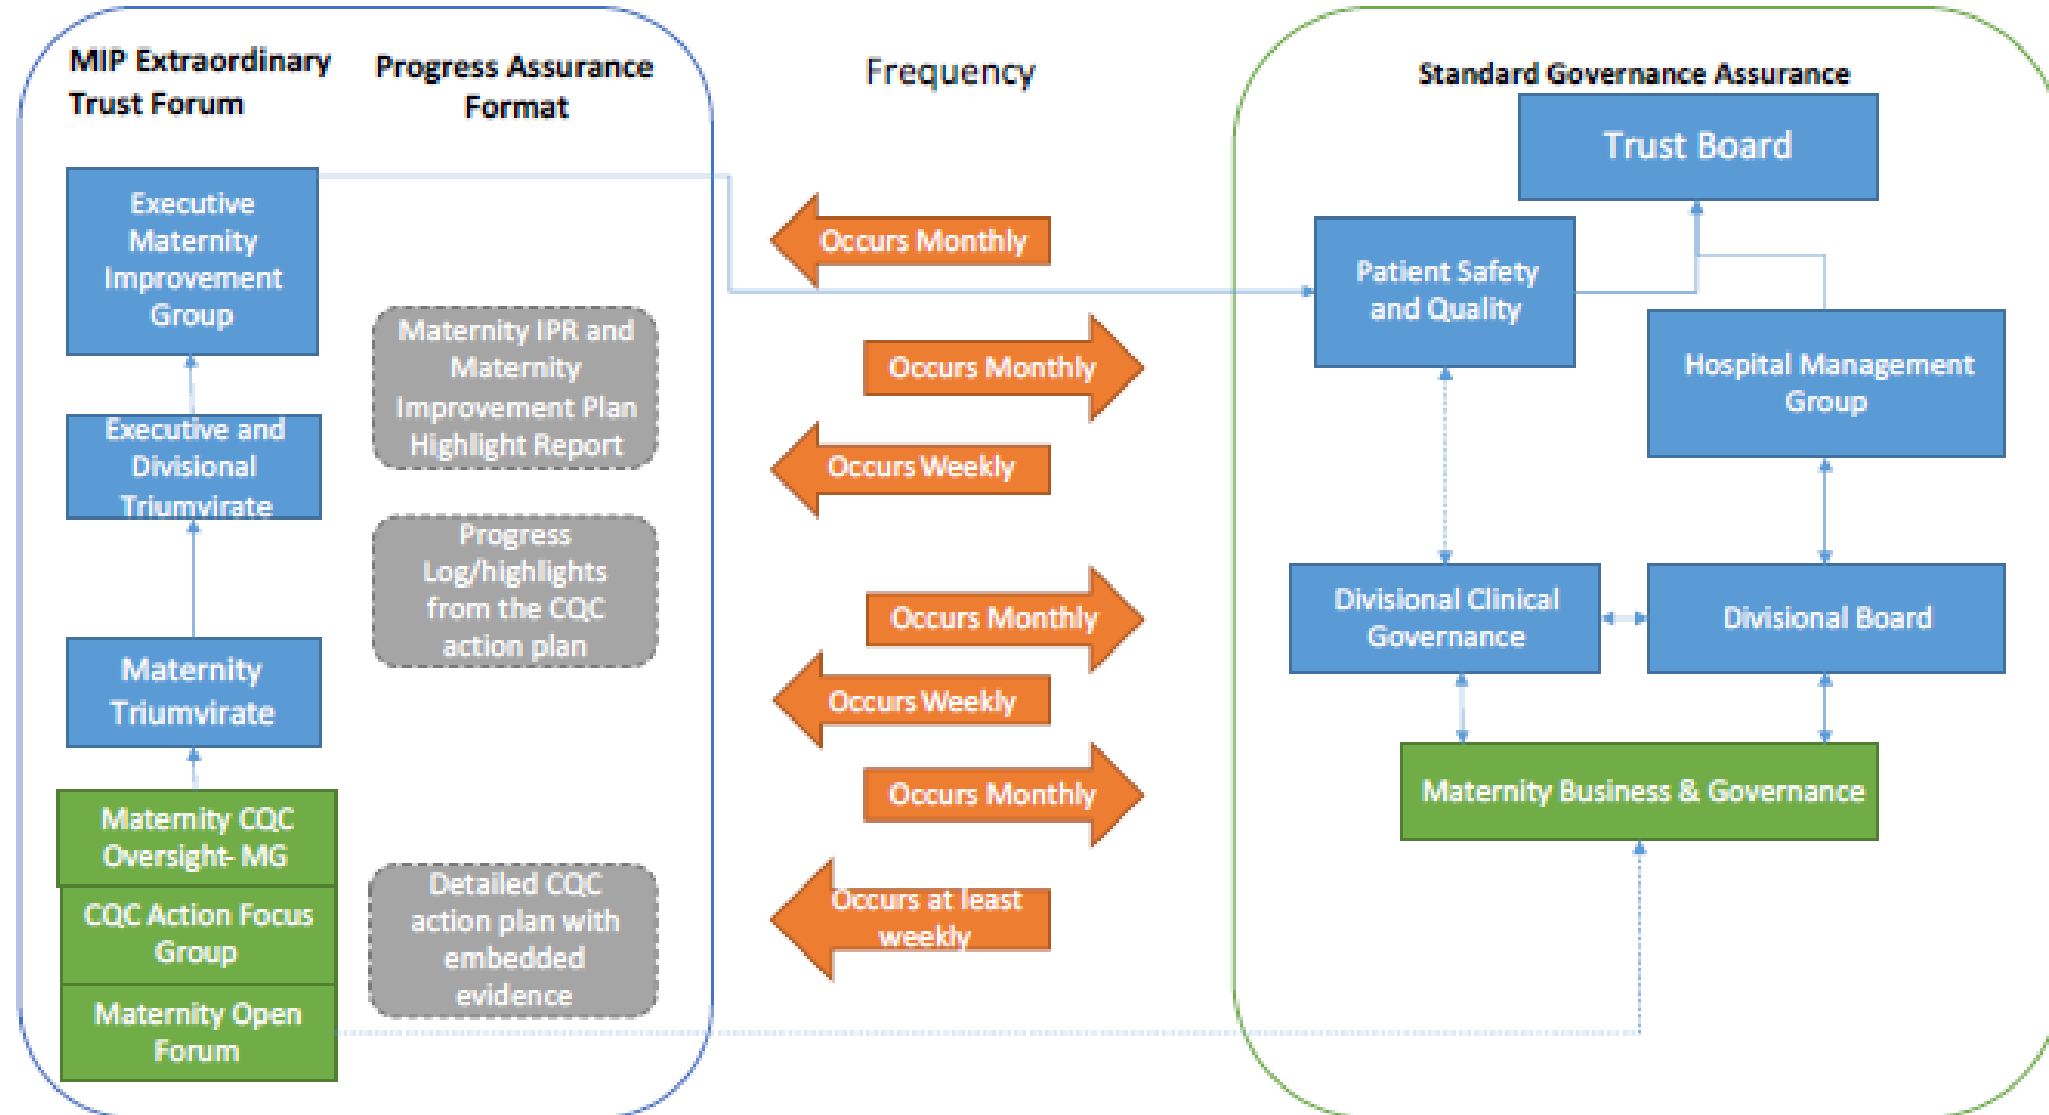 MIP Extraordinary
Trust Forum
Progress Assurance
Format
Frequency
Standard Governance Assurance
Executive
Maternity
Improvement
Group
Executive and
Divisional
Triumvirate
Maternity
Triumvirate
Maternity CQC
Oversight- MG
CQC Action Focus
Group
Maternity Open
Forum
Maternity IPR and
Maternity
Improvement Plan
Highlight Report
Progress
Log/highlights
from the CQC
action plan
Detailed CQC
action plan with
embedded
evidence
Occurs Monthly
Occurs Monthly
Occurs Weekly
Occurs Monthly
Occurs Weekly
Occurs Monthly
Occurs at least
weekly
Trust Board
Patient Safety
and Quality
Hospital Management
Group
Divisional Clinical
Governance
Divisional Board
Maternity Business & Governance